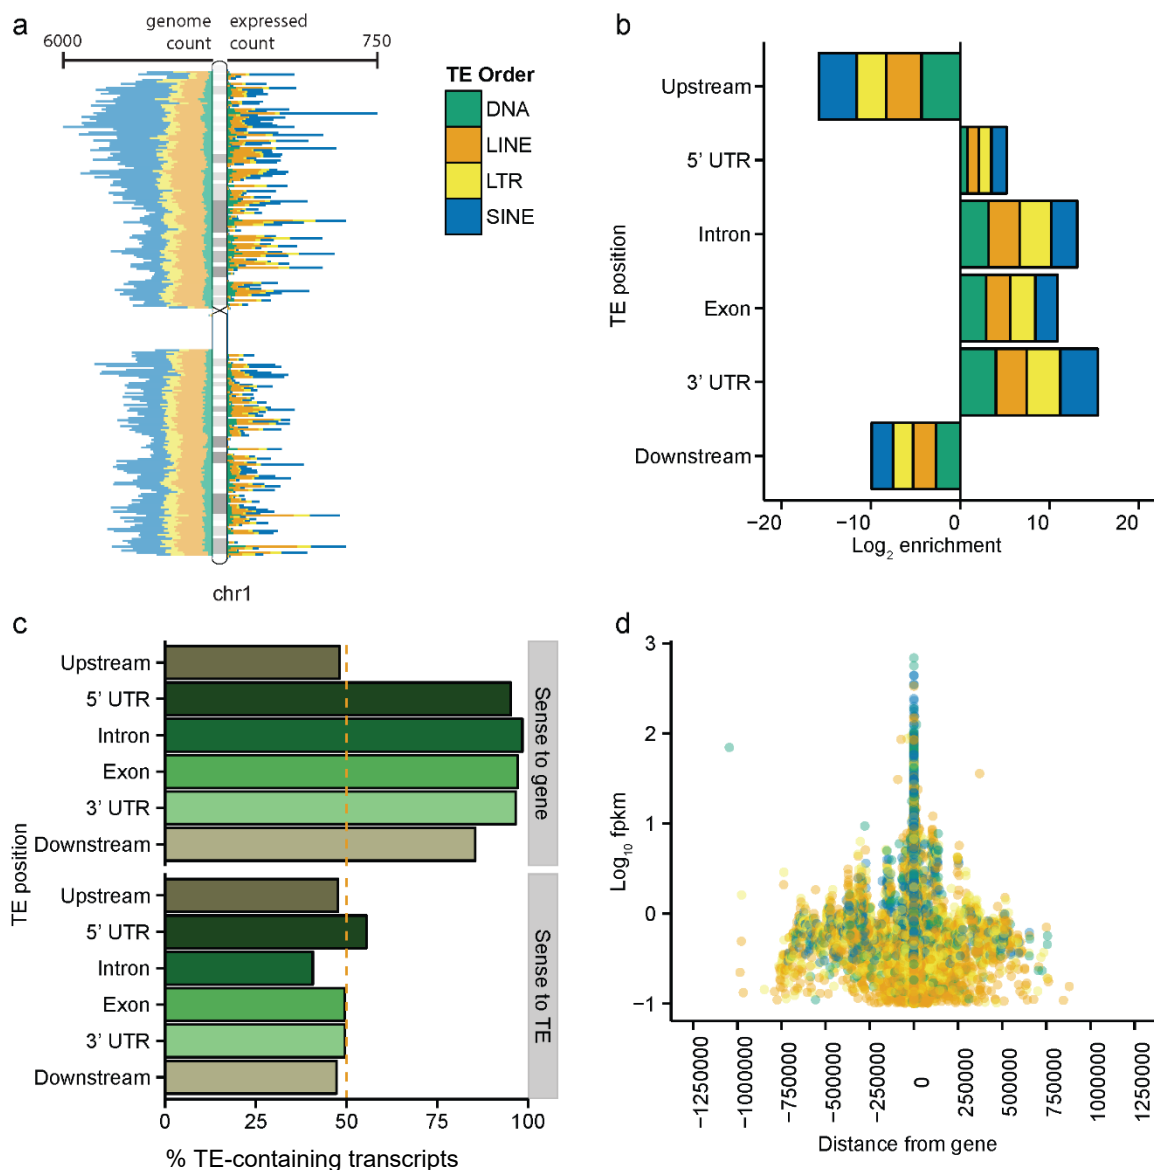 a
genome count
expressed count
6000
750
TE Order
DNA
LINE
LTR
SINE
chr1
b
TE position
Upstream
5' UTR
Intron
Exon
3' UTR
Downstream
−20
−10
0
10
20
Log2 enrichment
c
TE position
Upstream
5' UTR
Intron
Exon
3' UTR
Downstream
Sense to gene
Upstream
5' UTR
Intron
Exon
3' UTR
Downstream
Sense to TE
0
25
50
75
100
% TE-containing transcripts
d
Log10 fpkm
3
2
1
0
−1
−1250000
−1000000
−750000
−500000
−250000
0
250000
500000
750000
1000000
1250000
Distance from gene